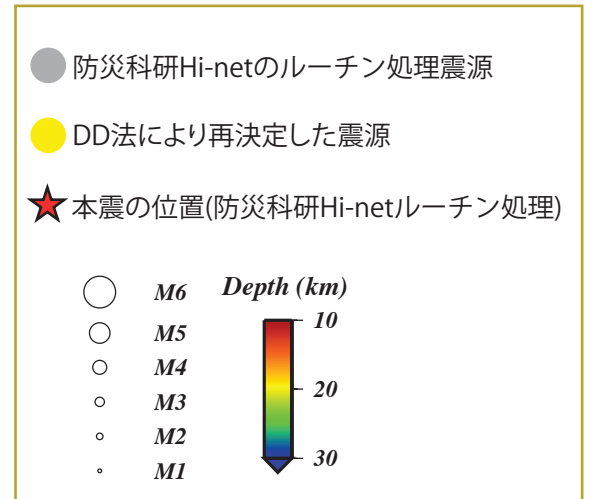 防災科研Hi-netのルーチン処理震源
DD法により再決定した震源
本震の位置(防災科研Hi-netルーチン処理)
M6
M5
M4
M3
M2
M1
Depth (km)
10
20
30